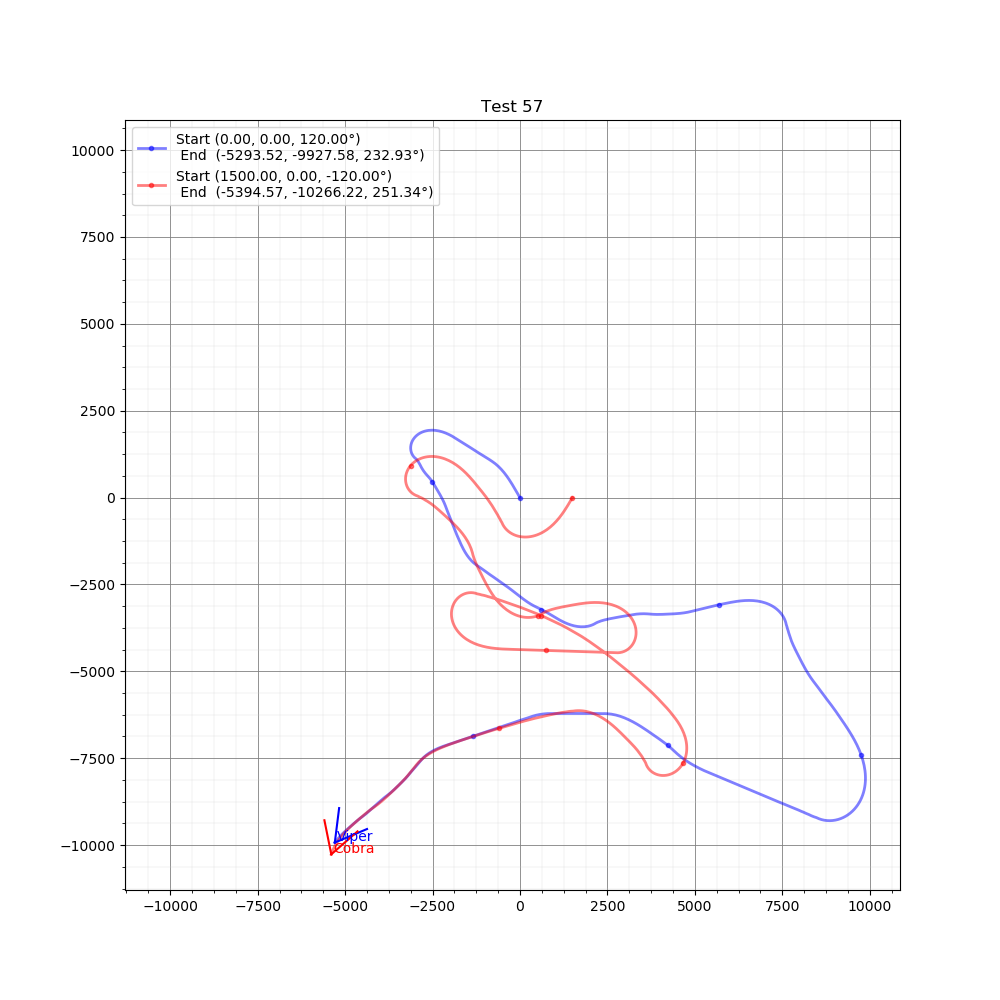 Test 57
Start (0.00, 0.00, 120.00°)
End (-5293.52, -9927.58, 232.93°)
Start (1500.00, 0.00, -120.00°)
End (-5394.57, -10266.22, 251.34°)
10000
7500
5000
2500
0
−2500
−5000
−7500
−10000
Viper
Cobra
−10000 −7500 −5000 −2500 0 2500 5000 7500 10000